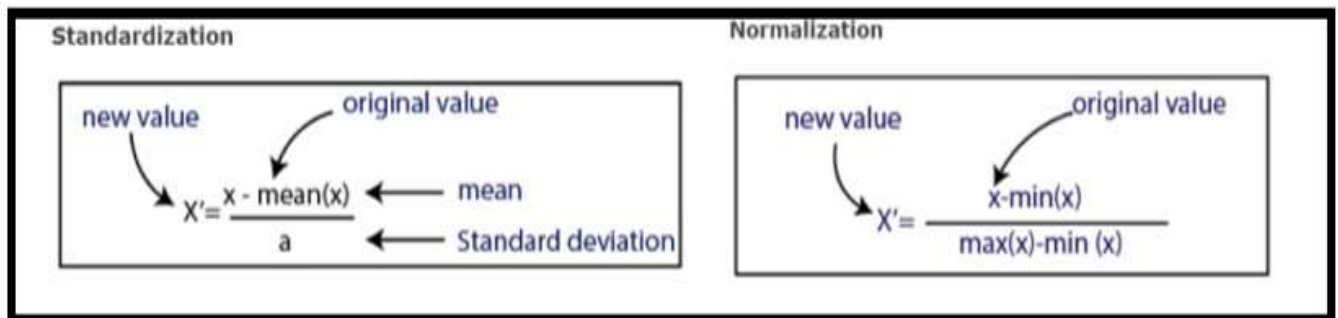 Standardization
new value
original value
X'= x - mean(x)
mean
a
Standard deviation
Normalization
new value
original value
X'= x-min(x)
max(x)-min (x)